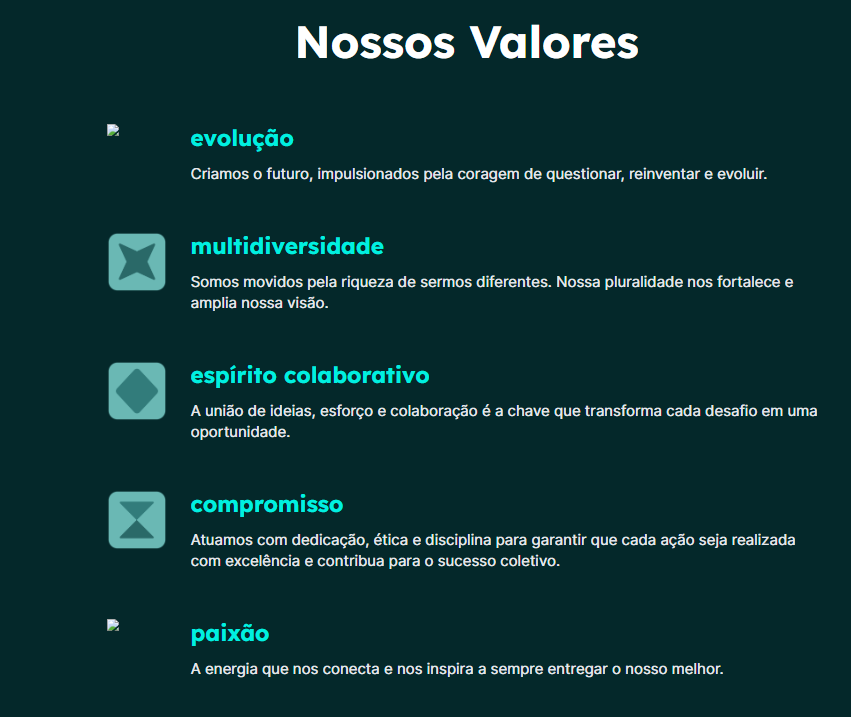 Nossos Valores
evolução
Criamos o futuro, impulsionados pela coragem de questionar, reinventar e evoluir.
multidiversidade
Somos movidos pela riqueza de sermos diferentes. Nossa pluralidade nos fortalece e
amplia nossa visão.
espírito colaborativo
A união de ideias, esforço e colaboração é a chave que transforma cada desafio em uma
oportunidade.
compromisso
Atuamos com dedicação, ética e disciplina para garantir que cada ação seja realizada
com excelência e contribua para o sucesso coletivo.
paixão
A energia que nos conecta e nos inspira a sempre entregar o nosso melhor.